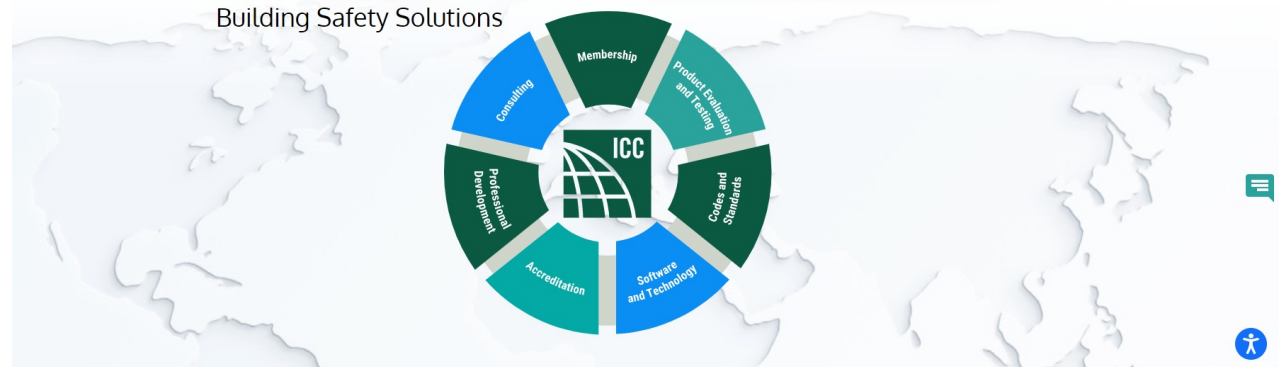 Building Safety Solutions
Membership
Product Evaluation
and Testing
Codes and
Standards
Software
and Technology
Accreditation
Professional
Development
Consulting
ICC